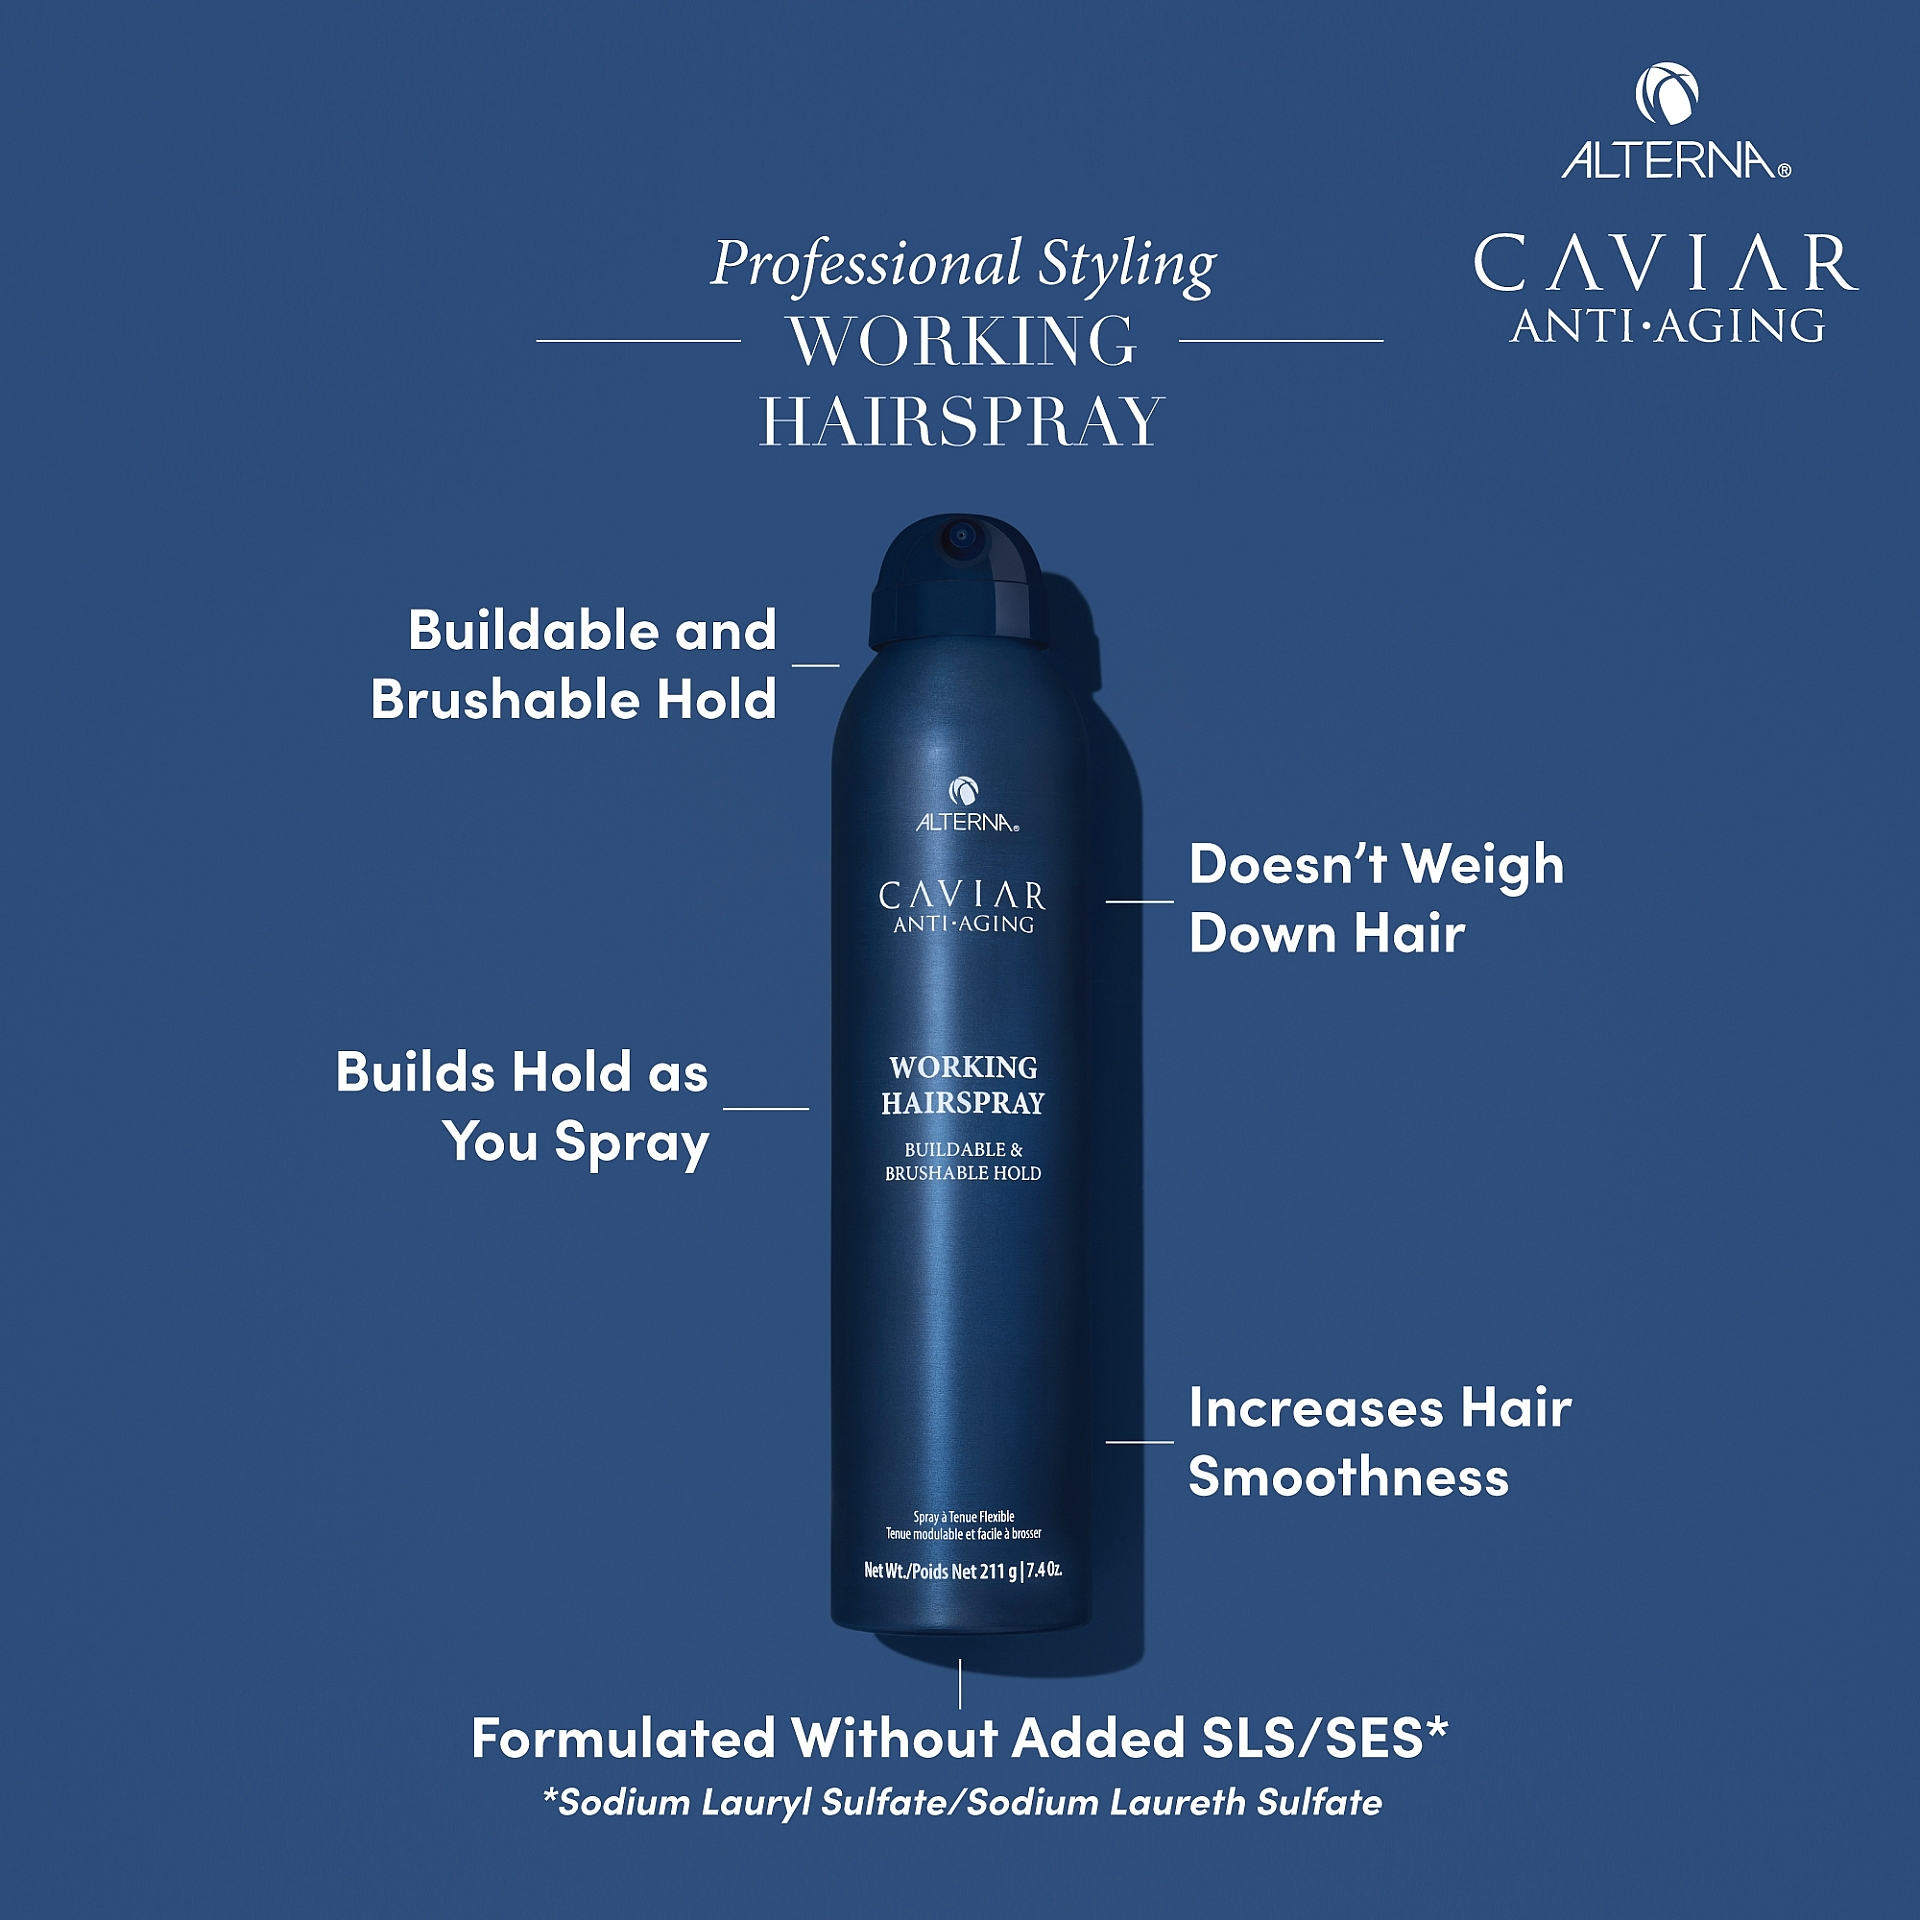 ALTERNA®
CAVIAR
ANTI·AGING
Professional Styling
WORKING
HAIRSPRAY
Buildable and
Brushable Hold
Doesn’t Weigh
Down Hair
Builds Hold as
You Spray
Increases Hair
Smoothness
ALTERNA®
CAVIAR
ANTI·AGING
WORKING
HAIRSPRAY
BUILDABLE &
BRUSHABLE HOLD
Spray à Tenue Flexible
Tenue modulable et facile à brosser
Net Wt./Poids Net 211 g | 7.4 Oz.
Formulated Without Added SLS/SES*
*Sodium Lauryl Sulfate/Sodium Laureth Sulfate